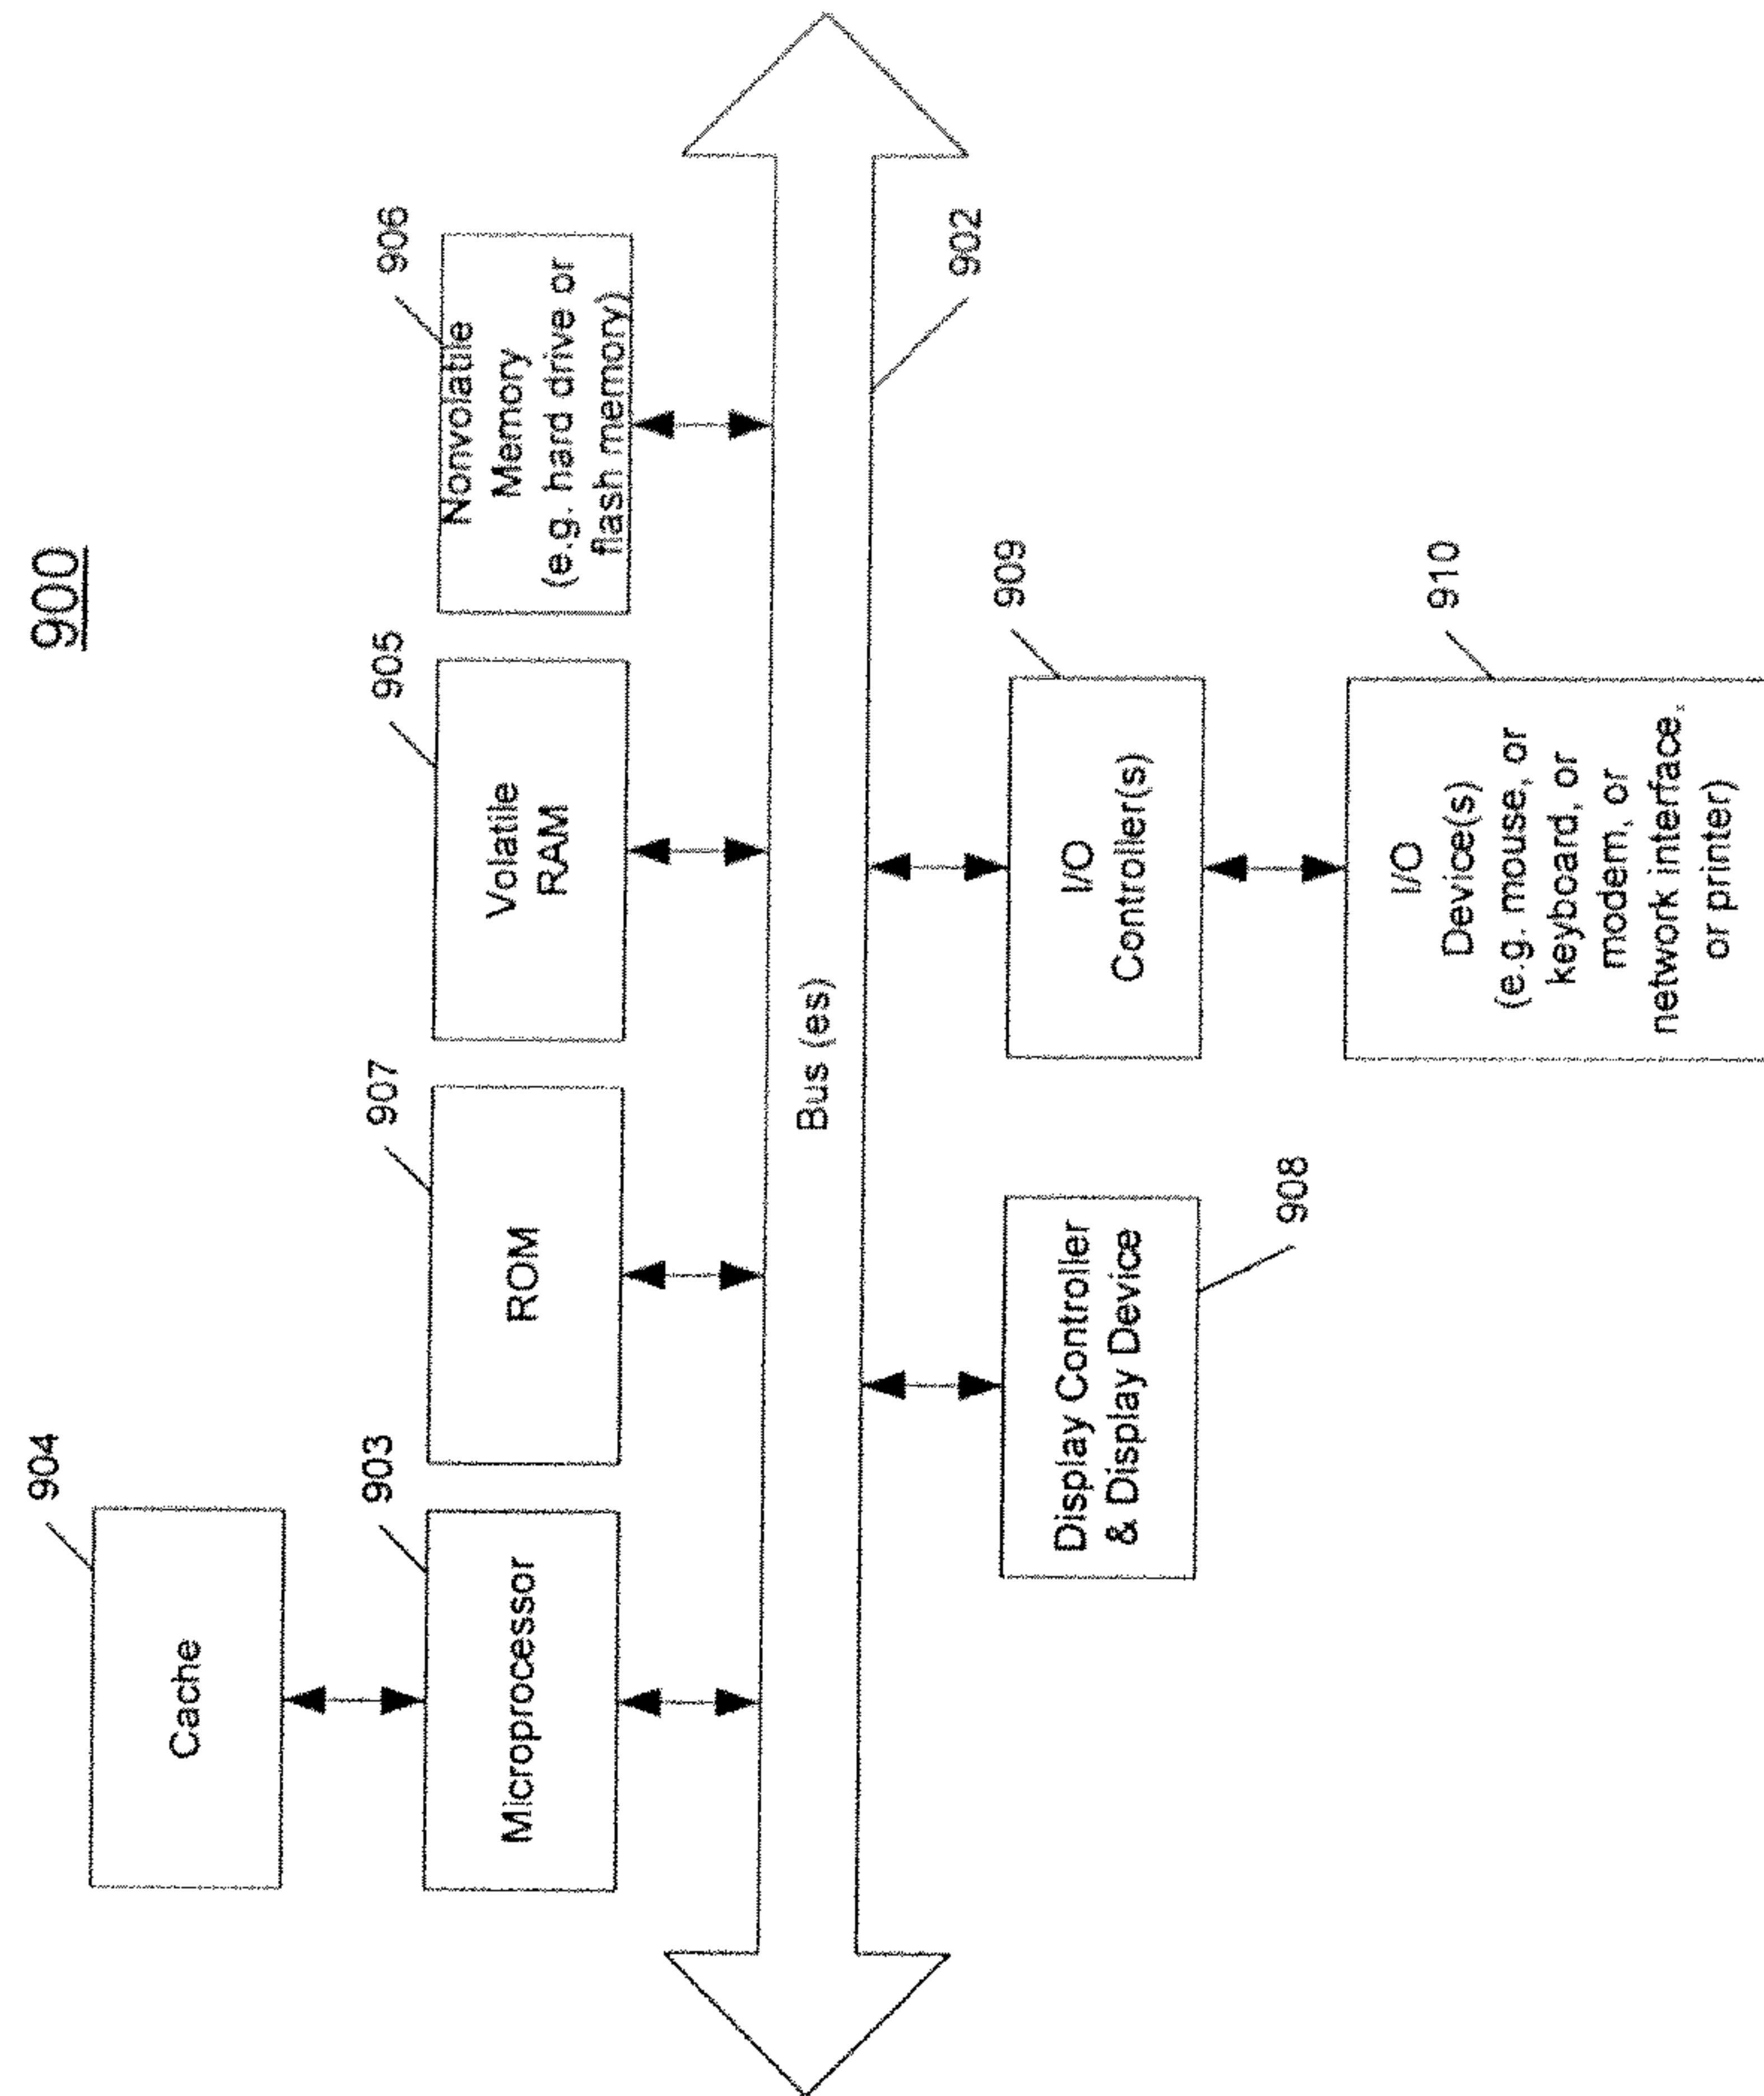 900
904
Cache
903
Microprocessor
907
ROM
905
Volatile
RAM
906
Nonvolatile
Memory
(e.g. hard drive or
flash memory)
Bus (es)
902
Display Controller
& Display Device
908
909
I/O
Controller(s)
910
I/O
Device(s)
(e.g. mouse, or
keyboard, or
modem, or
network interface,
or printer)